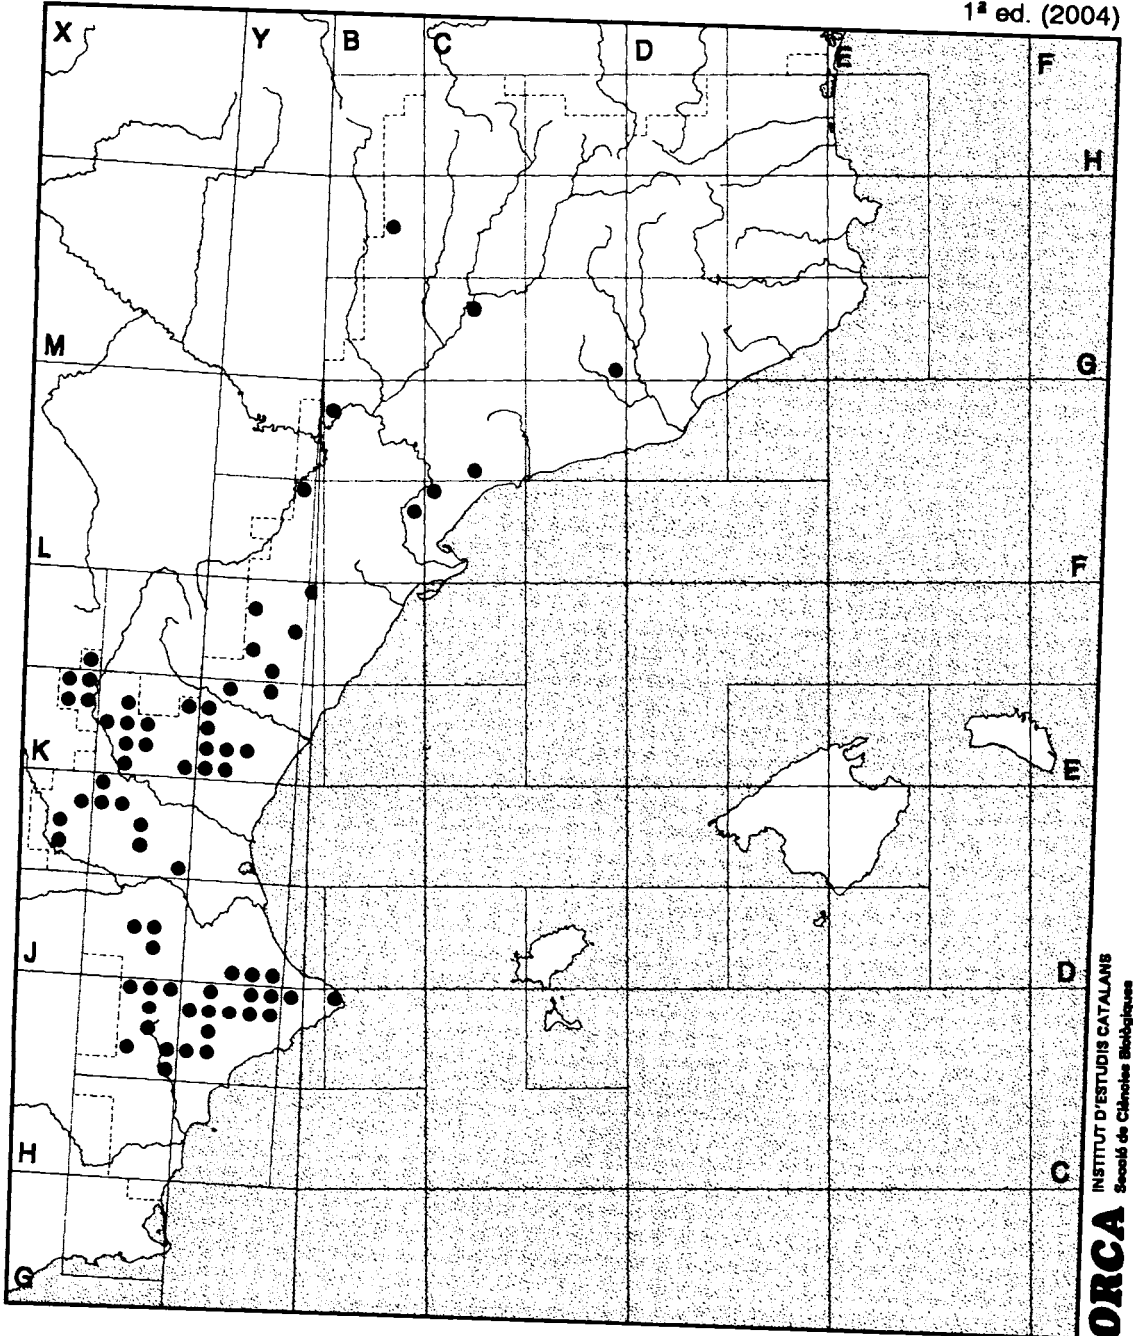 1ª ed. (2004)
X
Y
B
C
D
E
F
H
M
G
L
F
K
E
J
D
H
C
G
ORCA
INSTITUT D'ESTUDIS CATALANS
Secció de Ciències Biològiques